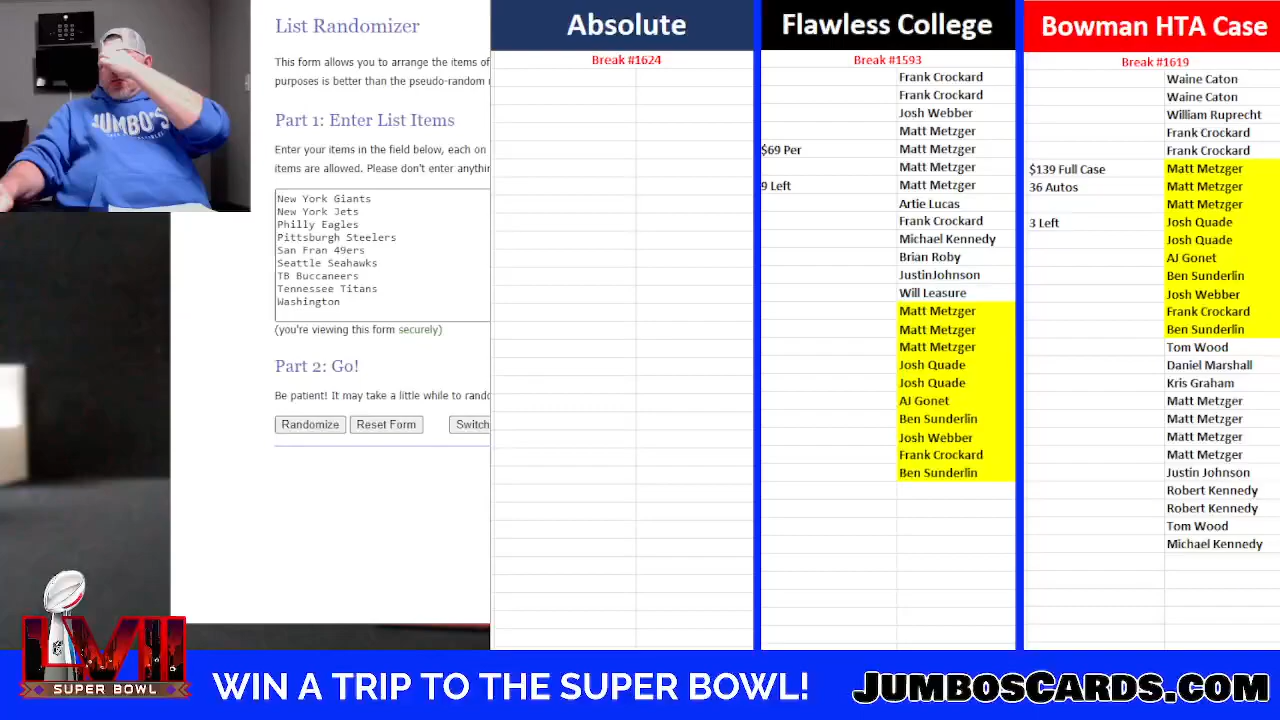 JUMBO'S
List Randomizer
This form allows you to arrange the items of
purposes is better than the pseudo-random
Part 1: Enter List Items
Enter your items in the field below, each on
items are allowed. Please don't enter anythin
New York Giants
New York Jets
Philly Eagles
Pittsburgh Steelers
San Fran 49ers
Seattle Seahawks
TB Buccaneers
Tennessee Titans
Washington
(you're viewing this form securely)
Part 2: Go!
Be patient! It may take a little while to rando
Randomize Reset Form Switch
Absolute
Break #1624
Flawless College
Break #1593
Frank Crockard
Frank Crockard
Josh Webber
Matt Metzger
$69 Per Matt Metzger
Matt Metzger
9 Left Matt Metzger
Artie Lucas
Frank Crockard
Michael Kennedy
Brian Roby
JustinJohnson
Will Leasure
Matt Metzger
Matt Metzger
Matt Metzger
Josh Quade
Josh Quade
AJ Gonet
Ben Sunderlin
Josh Webber
Frank Crockard
Ben Sunderlin
Bowman HTA Case
Break #1619
Waine Caton
Waine Caton
William Ruprecht
Frank Crockard
Frank Crockard
$139 Full Case Matt Metzger
36 Autos Matt Metzger
Matt Metzger
3 Left Josh Quade
Josh Quade
AJ Gonet
Ben Sunderlin
Josh Webber
Frank Crockard
Ben Sunderlin
Tom Wood
Daniel Marshall
Kris Graham
Matt Metzger
Matt Metzger
Matt Metzger
Matt Metzger
Justin Johnson
Robert Kennedy
Robert Kennedy
Tom Wood
Michael Kennedy
LVII
SUPER BOWL
WIN A TRIP TO THE SUPER BOWL!
JUMBOSCARDS.COM